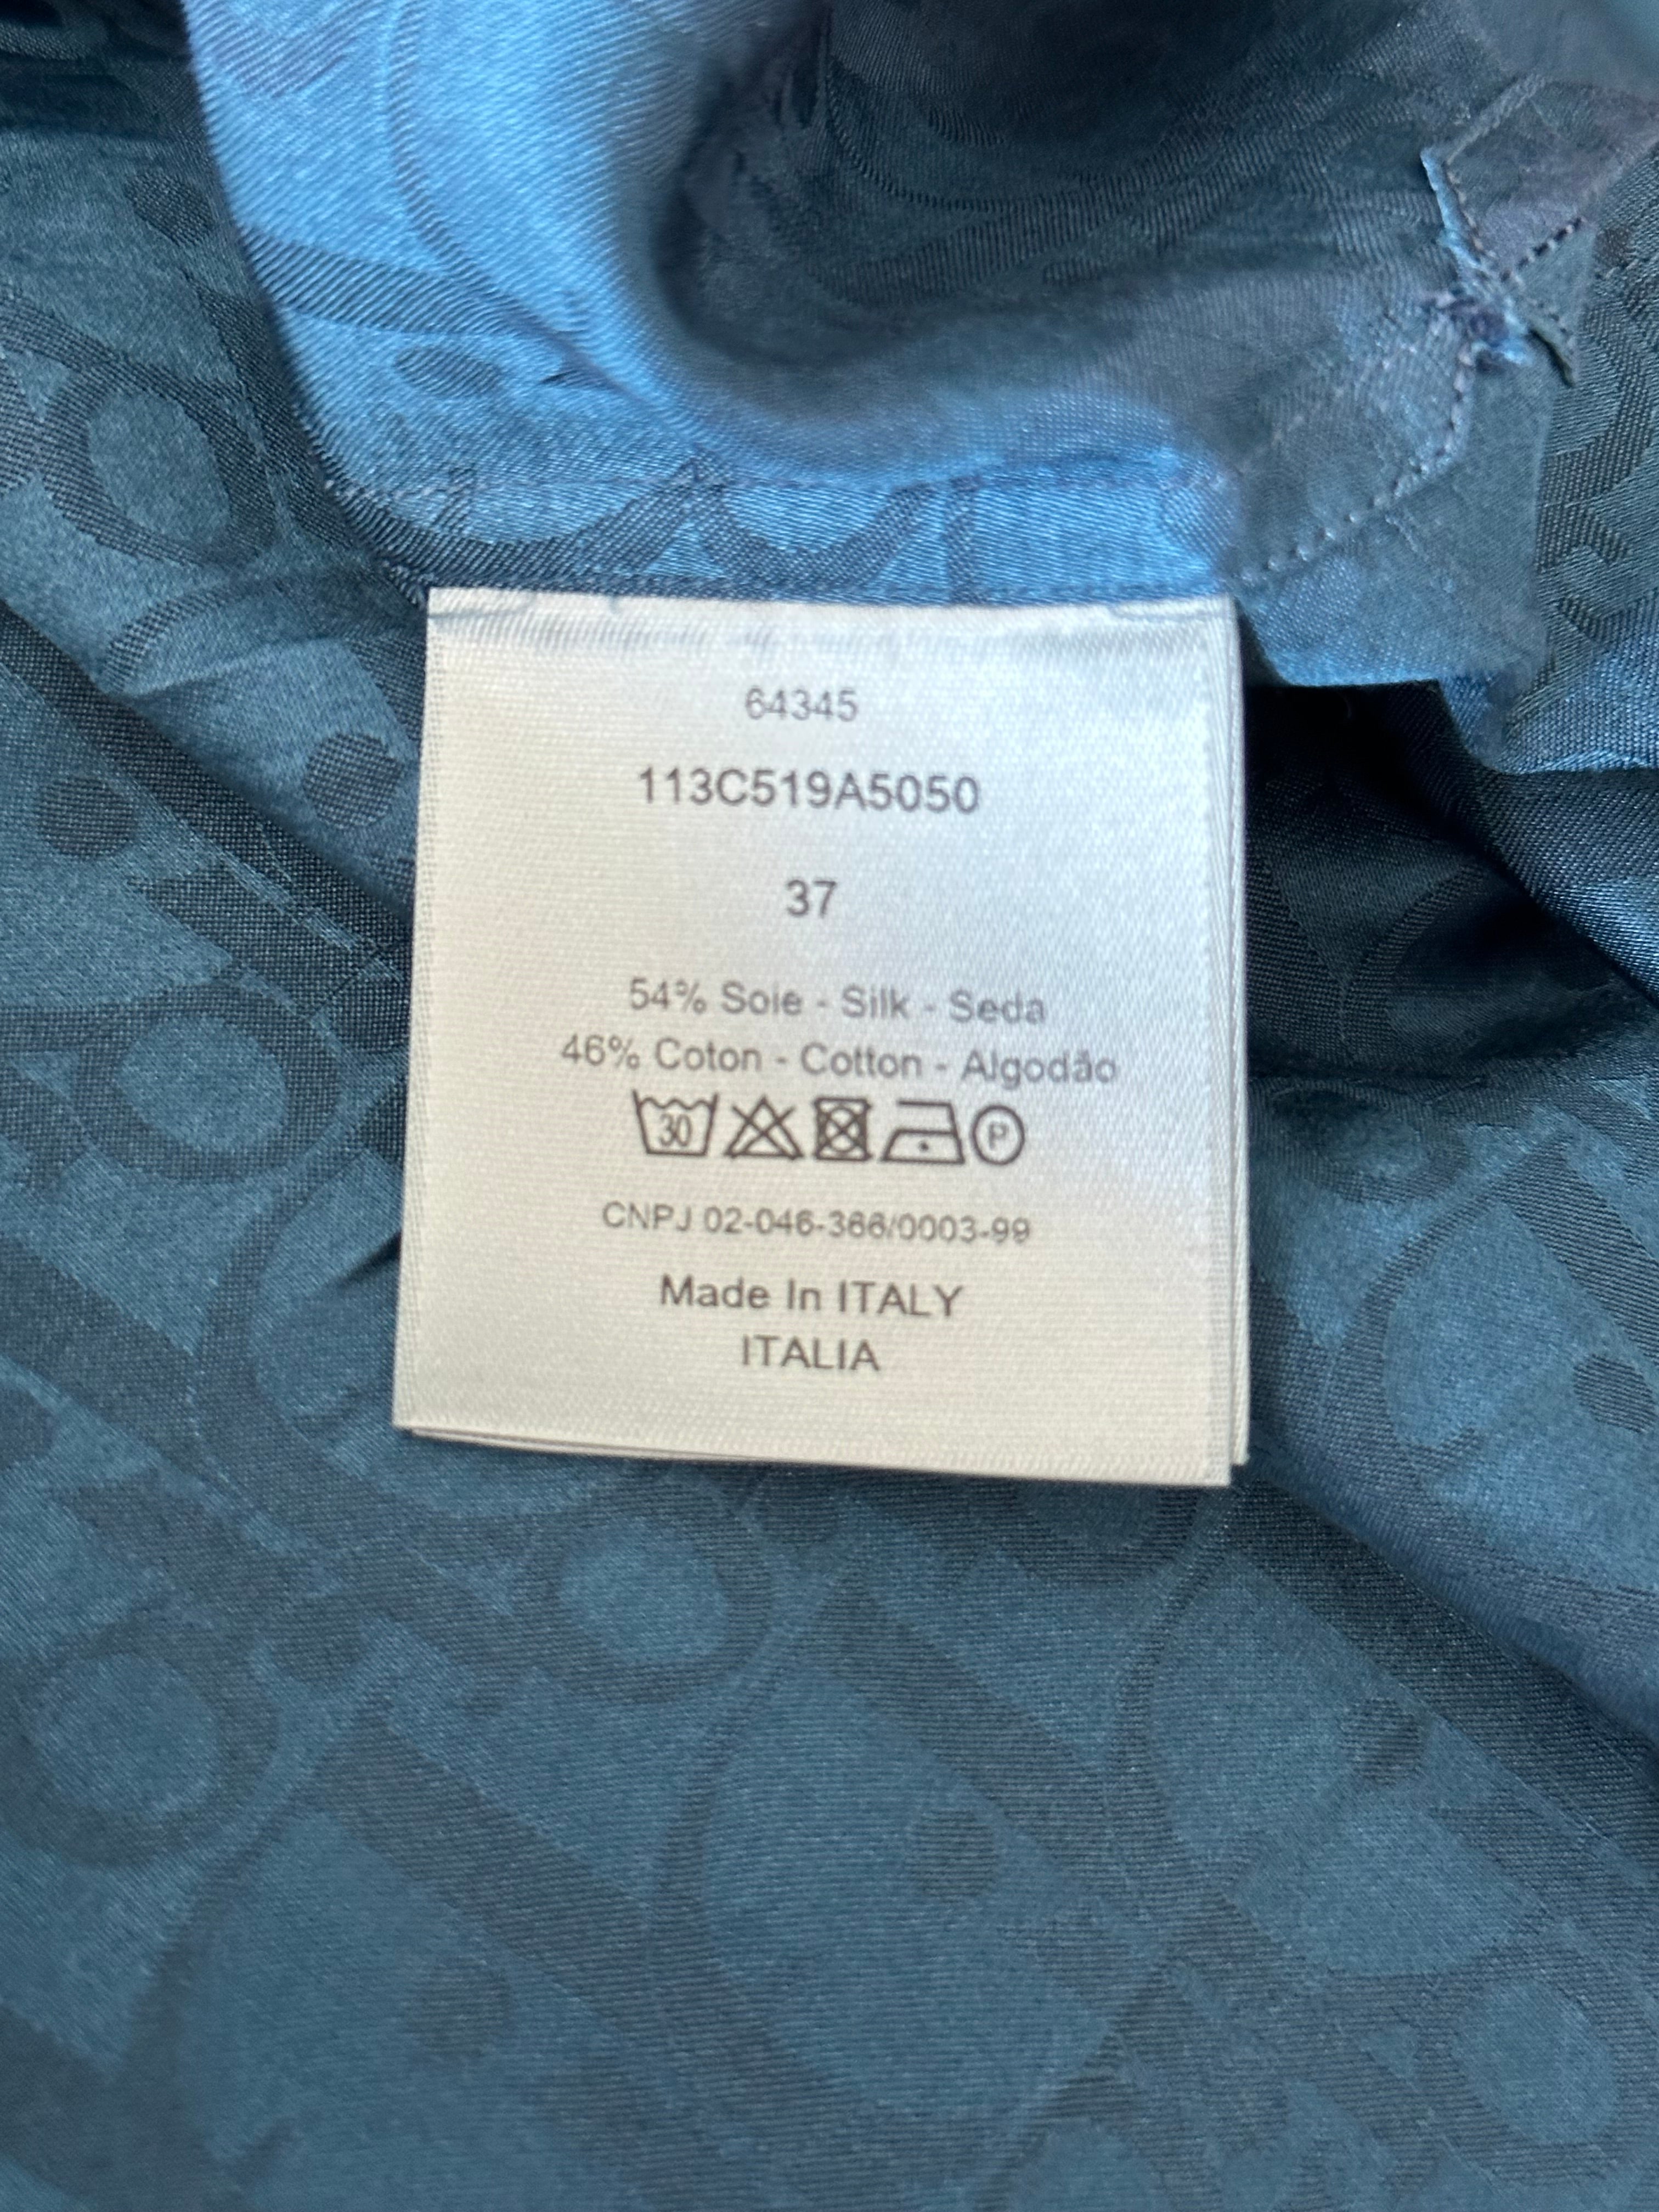 64345
113C519A5050
37
54% Soie - Silk - Seda
46% Coton - Cotton - Algodão
30 P
CNPJ 02-046-366/0003-99
Made In ITALY
ITALIA